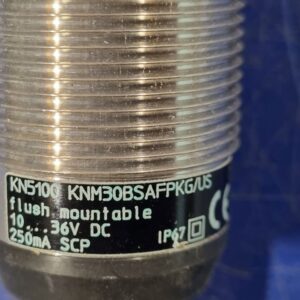 KN5100 KNM30BSAFPKG/US
flush mountable
10...36V DC
250mA SCP IP67 CE